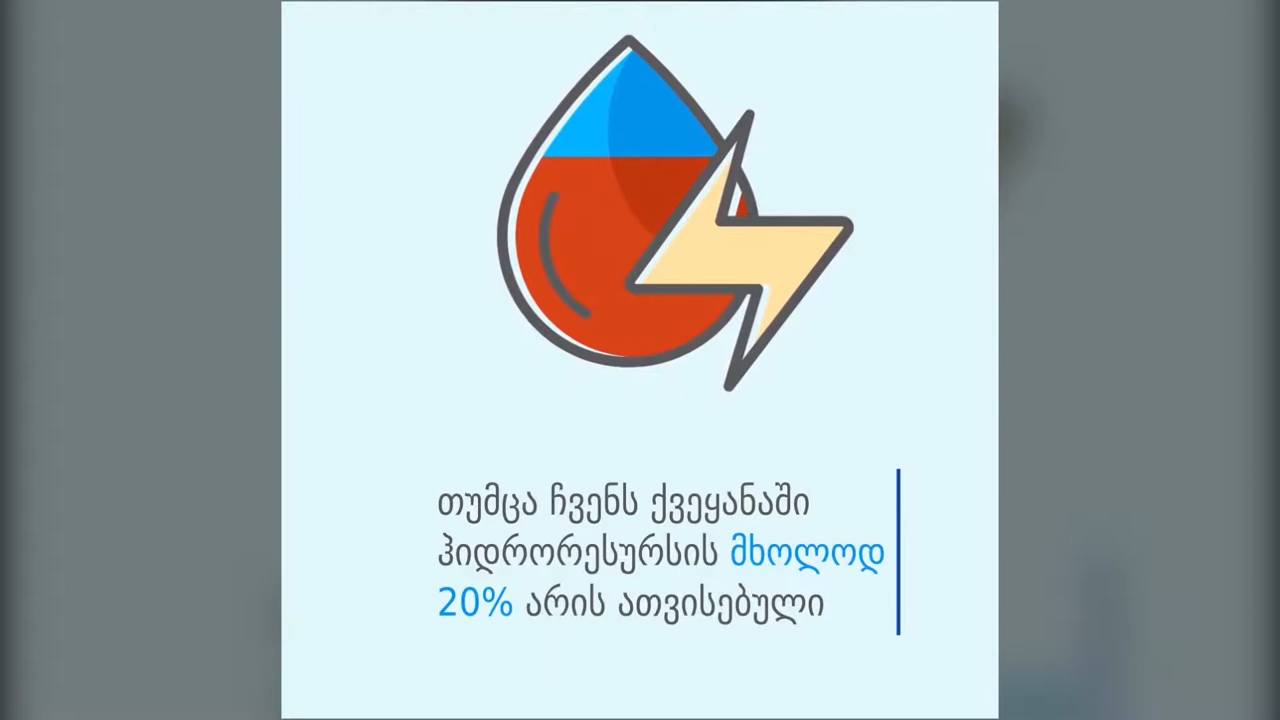 თუმცა ჩვენს ქვეყანაში
ჰიდრორესურსის მხოლოდ
20% არის ათვისებული